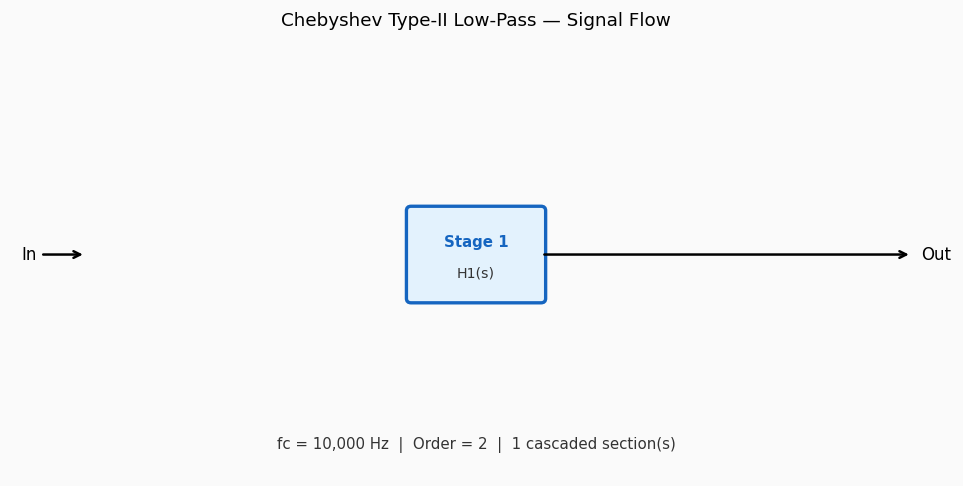 Chebyshev Type-II Low-Pass — Signal Flow
Stage 1
In
Out
H1(s)
fc = 10,000 Hz | Order = 2 | 1 cascaded section(s)